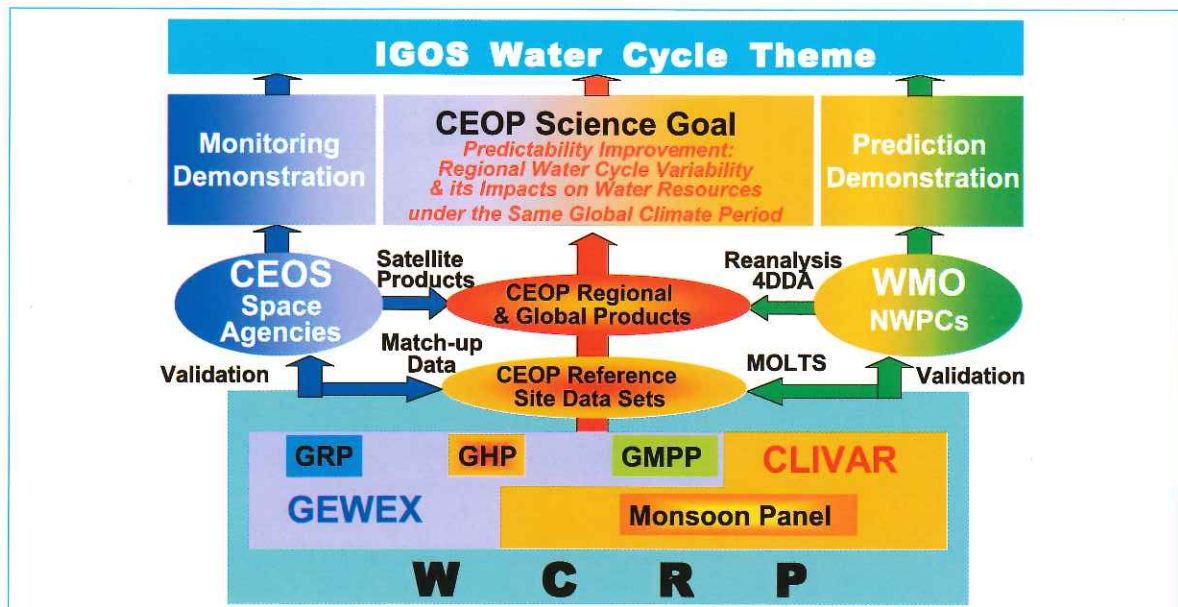 IGOS Water Cycle Theme
Monitoring
Demonstration
CEOP Science Goal
Predictability Improvement:
Regional Water Cycle Variability
& its Impacts on Water Resources
under the Same Global Climate Period
Prediction
Demonstration
CEOS
Space
Agencies
Satellite
Products
CEOP Regional
& Global Products
Reanalysis
4DDA
WMO
NWPCs
Validation
Match-up
Data
CEOP Reference
Site Data Sets
MOLTS
Validation
GRP
GHP
GMPP
CLIVAR
GEWEX
Monsoon Panel
W C R P